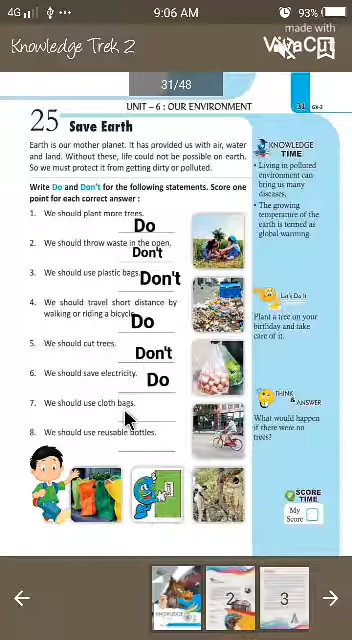 4G 9:06 AM 93%
made with
VivaCut
Knowledge Trek 2
31/48
UNIT – 6 : OUR ENVIRONMENT
31 GK-2
25 Save Earth
Earth is our mother planet. It has provided us with air, water
and land. Without these, life could not be possible on earth.
So we must protect it from getting dirty or polluted.
Write Do and Don't for the following statements. Score one
point for each correct answer :
1. We should plant more trees.
Do
2. We should throw waste in the open.
Don't
3. We should use plastic bags.
Don't
4. We should travel short distance by
walking or riding a bicycle.
Do
5. We should cut trees.
Don't
6. We should save electricity.
Do
7. We should use cloth bags.
8. We should use reusable bottles.
KNOWLEDGE
TIME
• Living in polluted
environment can
bring us many
diseases.
• The growing
temperature of the
earth is termed as
global warming.
Let's Do It
Plant a tree on your
birthday and take
care of it.
THINK
& ANSWER
What would happen
if there were no
trees?
SCORE
TIME
My
Score
KNOWLEDGE
2
3